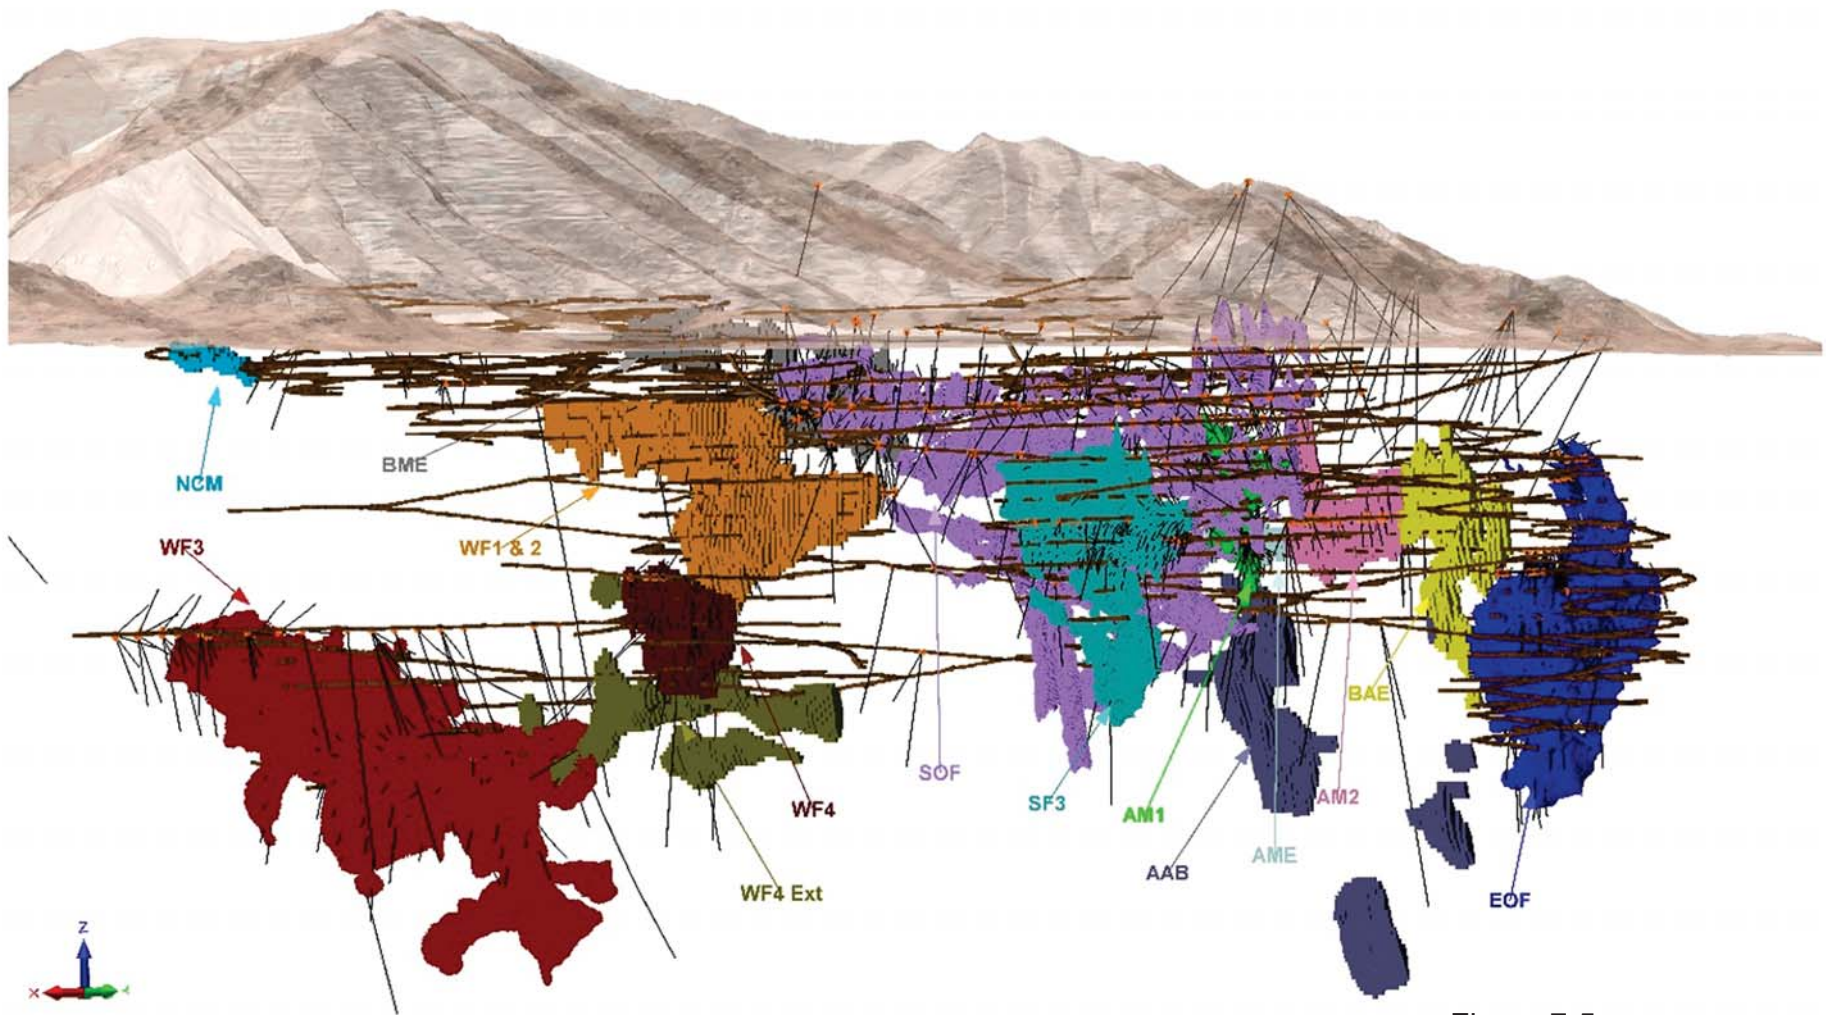 BME
NCM
WF3
WF1 & 2
BAE
SOF
AM2
SF3
WF4
AM1
AME
AAB
WF4 Ext
EOF
Z
X